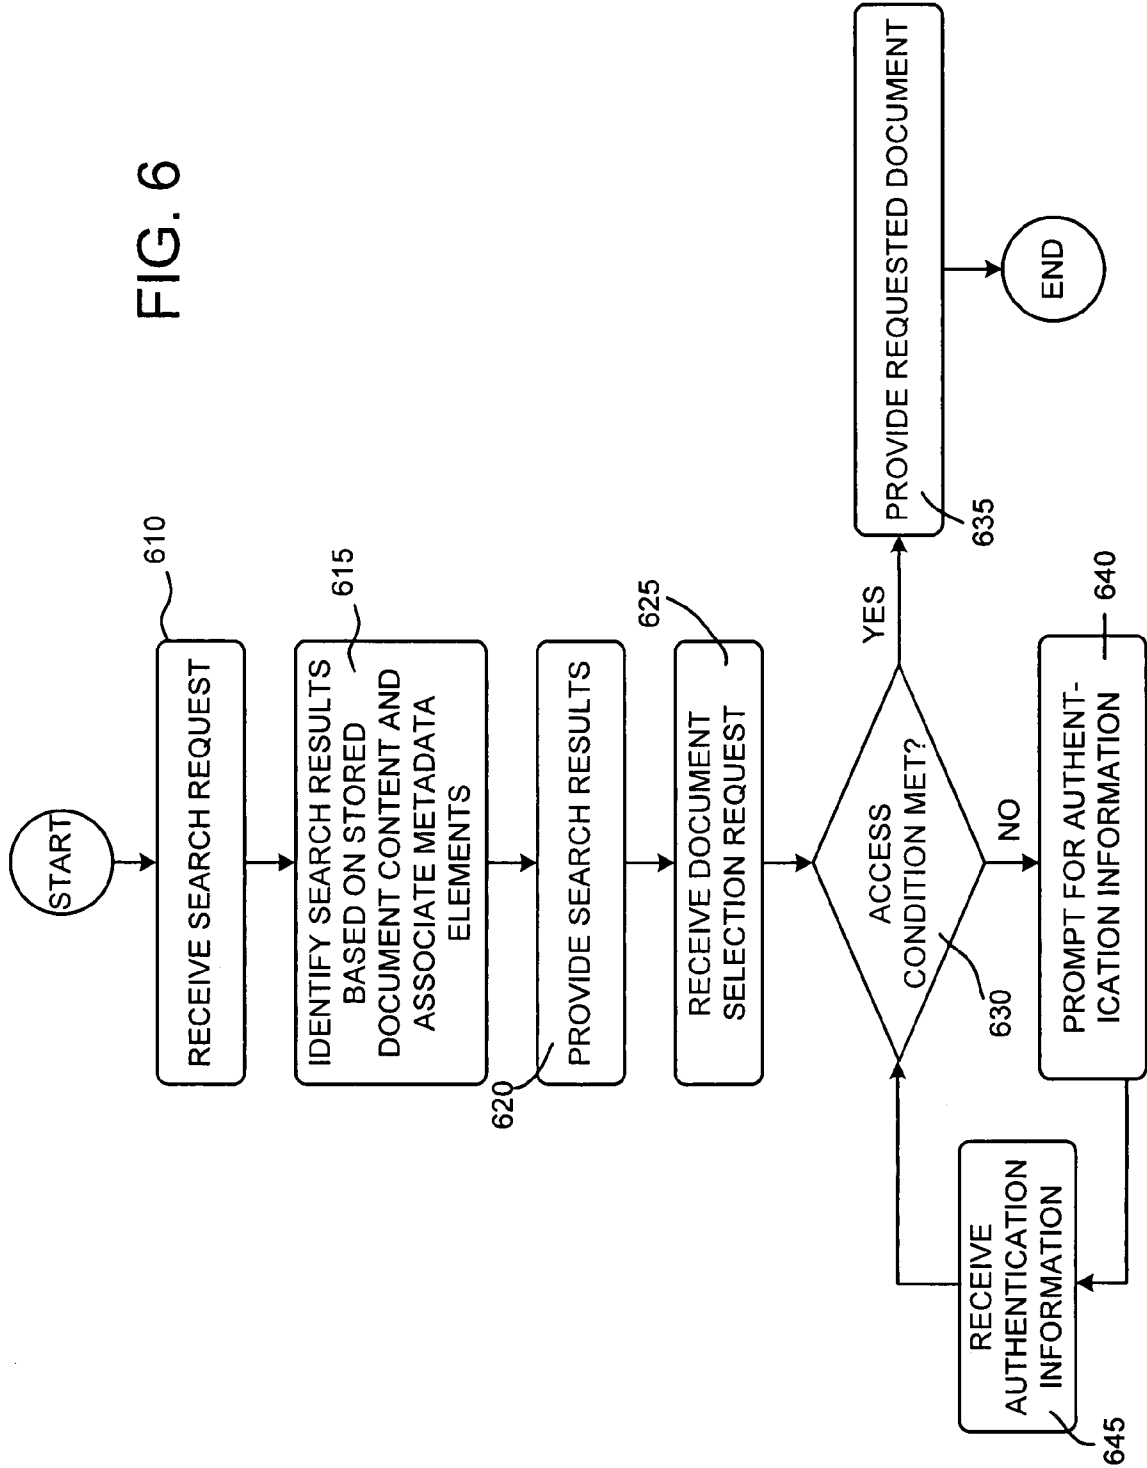 FIG. 6
START
610
RECEIVE SEARCH REQUEST
615
IDENTIFY SEARCH RESULTS
BASED ON STORED
DOCUMENT CONTENT AND
ASSOCIATE METADATA
ELEMENTS
620
PROVIDE SEARCH RESULTS
625
RECEIVE DOCUMENT
SELECTION REQUEST
ACCESS
CONDITION MET?
630
YES
PROVIDE REQUESTED DOCUMENT
635
END
NO
640
PROMPT FOR AUTHENT-
ICATION INFORMATION
RECEIVE
AUTHENTICATION
INFORMATION
645